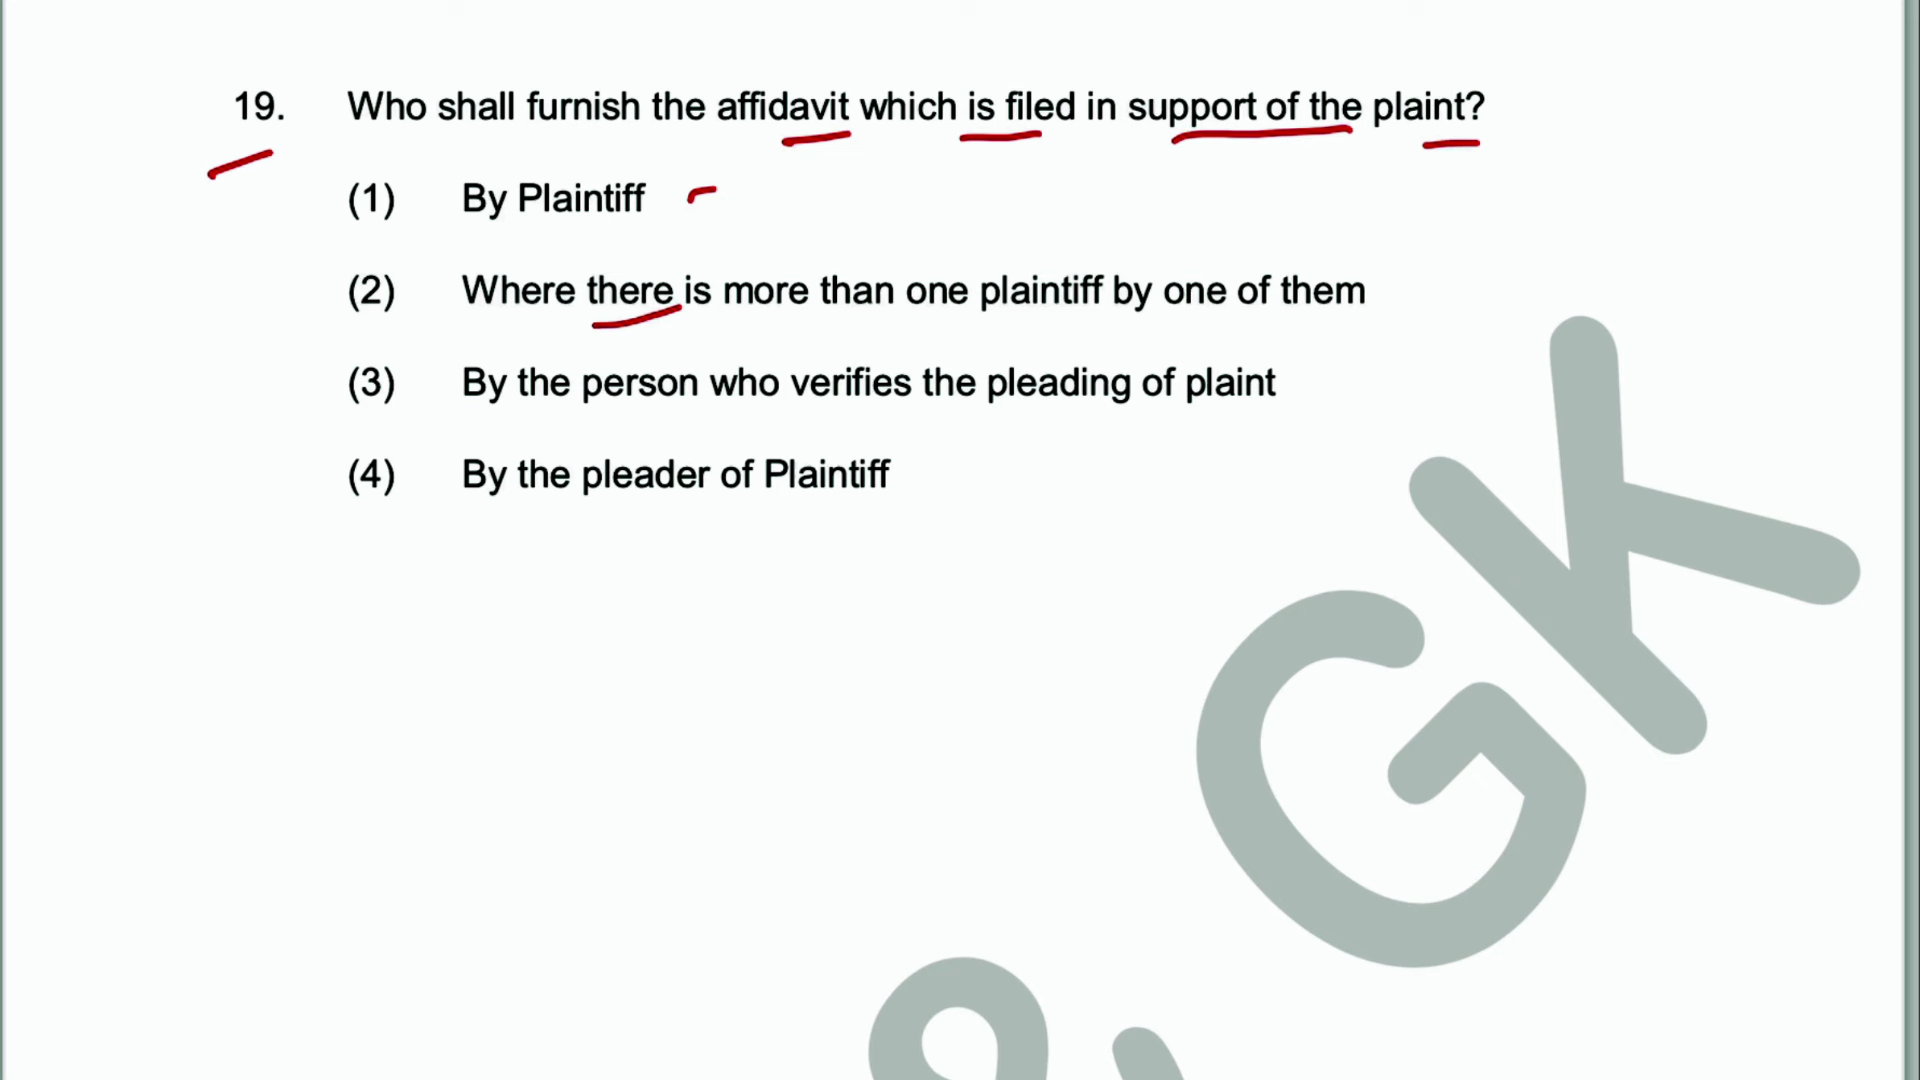 19. Who shall furnish the affidavit which is filed in support of the plaint?
(1) By Plaintiff
(2) Where there is more than one plaintiff by one of them
(3) By the person who verifies the pleading of plaint
(4) By the pleader of Plaintiff
GK